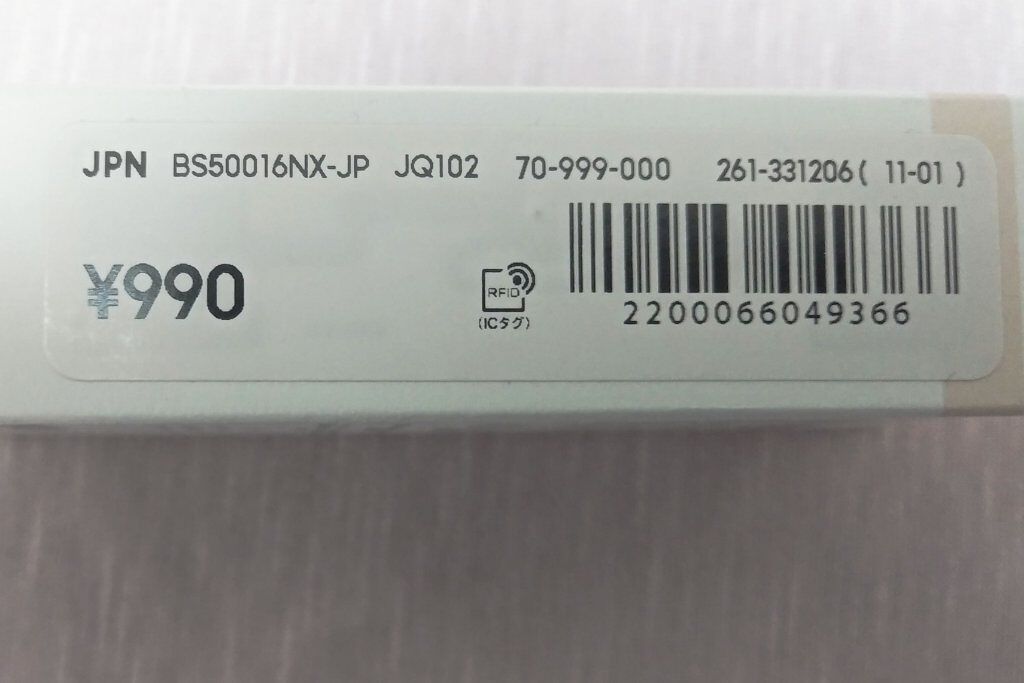 JPN BS50016NX-JP JQ102 70-999-000 261-331206( 11-01 )
¥990
RFID
(ICタグ)
2200066049366